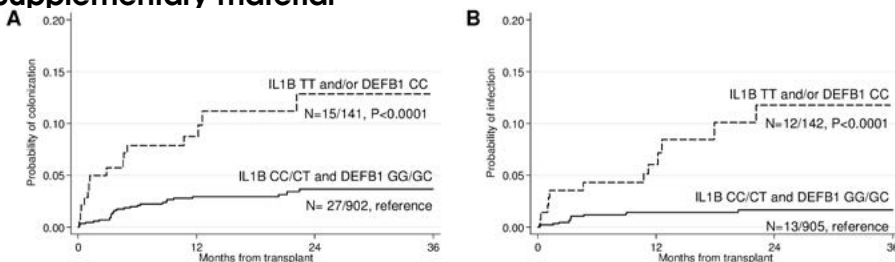 Supplementary material
A
0.20
0.15
0.10
0.05
0.00
Probability of colonization
IL1B TT and/or DEFB1 CC
N=15/141, P<0.0001
IL1B CC/CT and DEFB1 GG/GC
N= 27/902, reference
0 12 24 36
Months from transplant
B
0.20
0.15
0.10
0.05
0.00
Probability of infection
IL1B TT and/or DEFB1 CC
N=12/142, P<0.0001
IL1B CC/CT and DEFB1 GG/GC
N=13/905, reference
0 12 24 36
Months from transplant